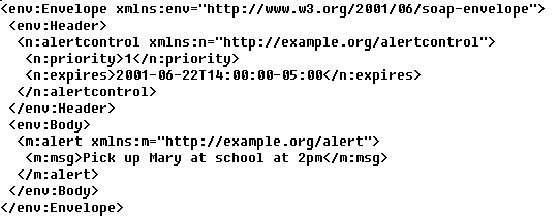 <env:Envelope xmlns:env="http://www.w3.org/2001/06/soap-envelope">
<env:Header>
<n:alertcontrol xmlns:n="http://example.org/alertcontrol">
<n:priority>1</n:priority>
<n:expires>2001-06-22T14:00:00-05:00</n:expires>
</n:alertcontrol>
</env:Header>
<env:Body>
<m:alert xmlns:m="http://example.org/alert">
<m:msg>Pick up Mary at school at 2pm</m:msg>
</m:alert>
</env:Body>
</env:Envelope>